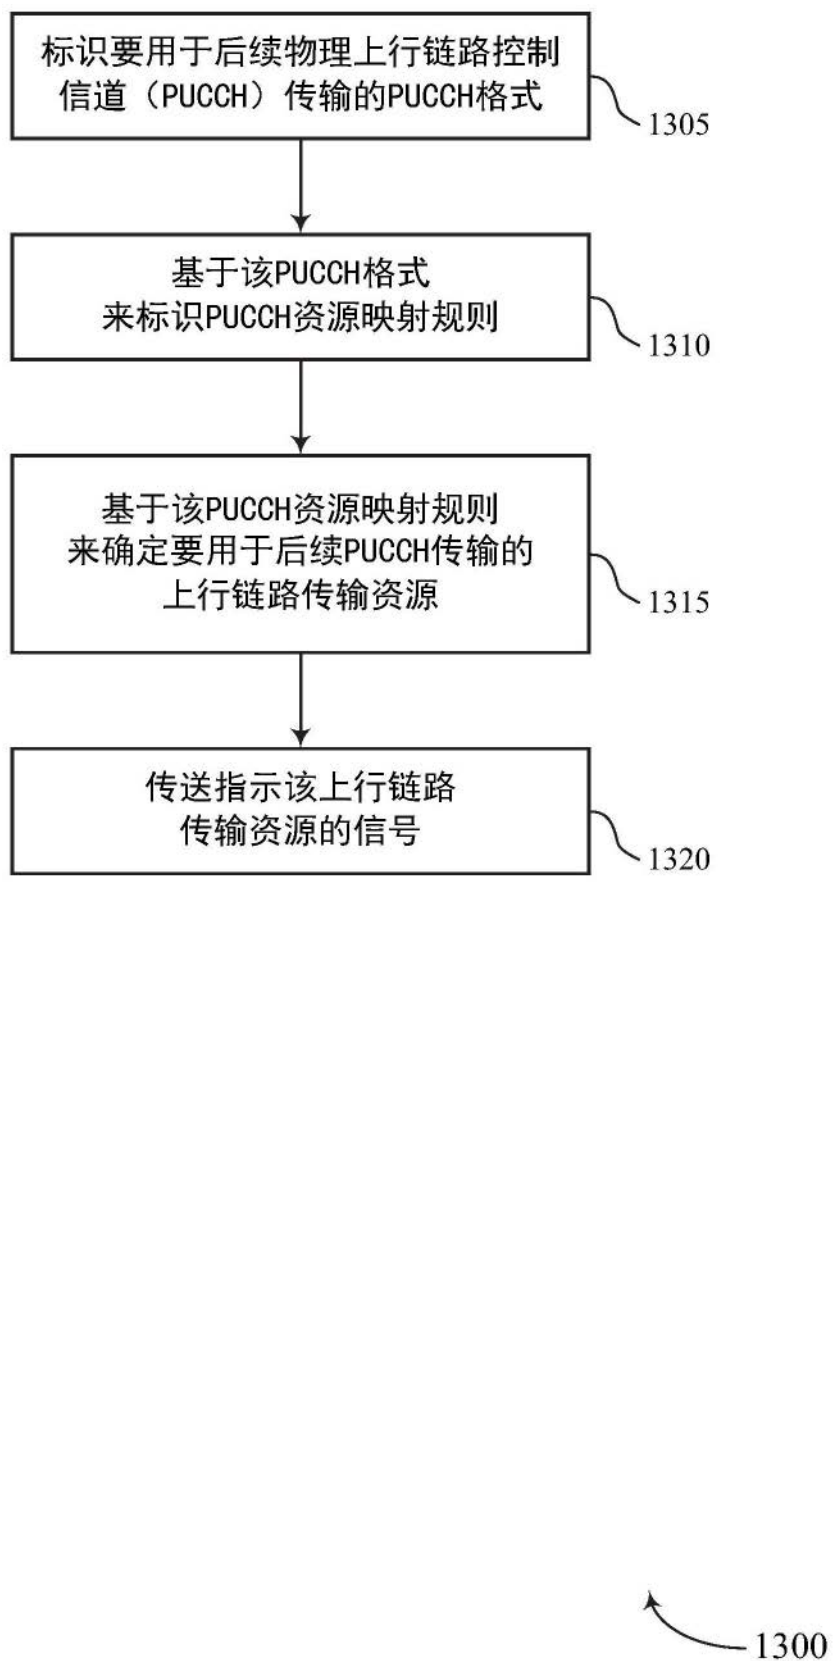 标识要用于后续物理上行链路控制
信道（PUCCH）传输的PUCCH格式
1305
基于该PUCCH格式
来标识PUCCH资源映射规则
1310
基于该PUCCH资源映射规则
来确定要用于后续PUCCH传输的
上行链路传输资源
1315
传送指示该上行链路
传输资源的信号
1320
1300